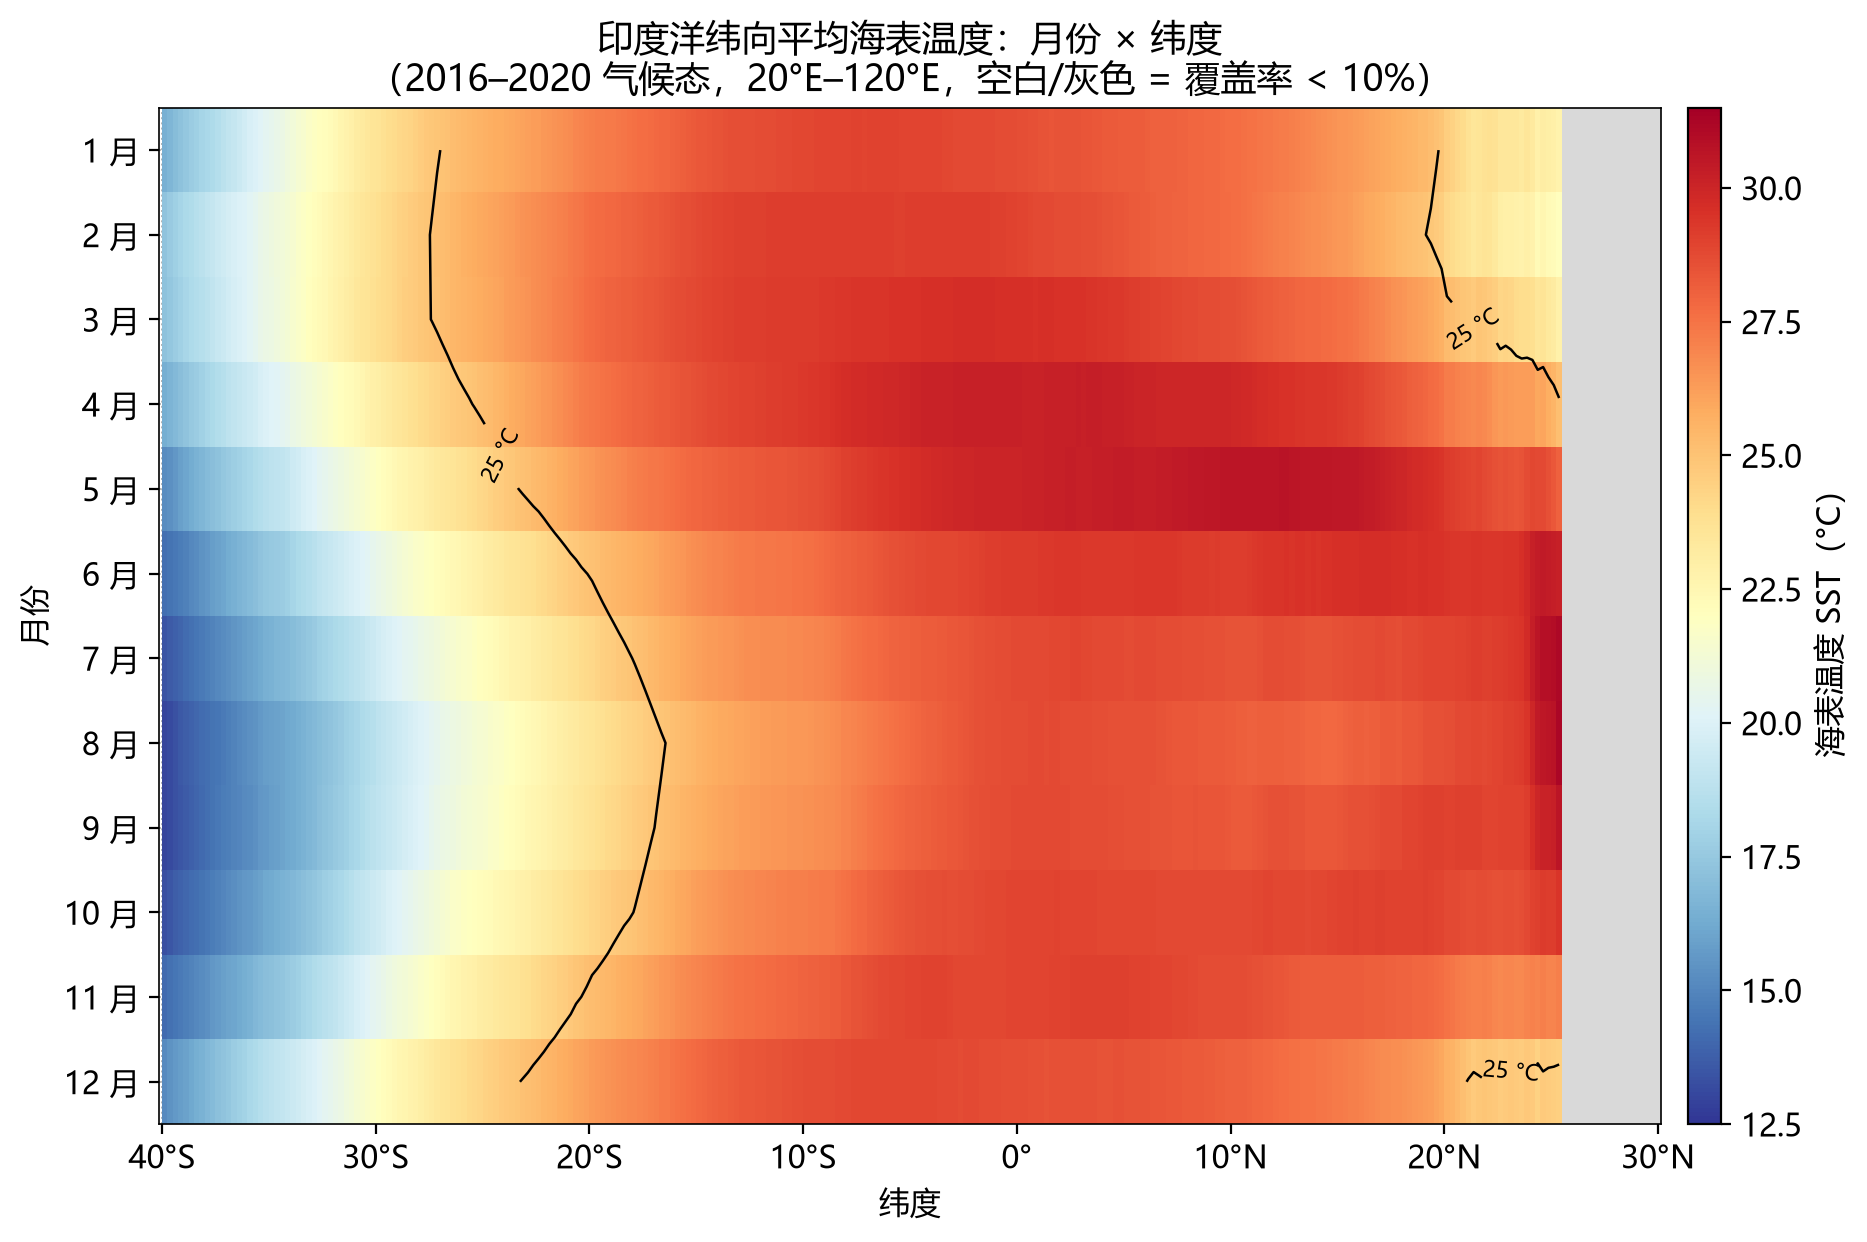 印度洋纬向平均海表温度：月份 × 纬度
（2016–2020 气候态，20°E–120°E，空白/灰色 = 覆盖率 < 10%）
1 月
2 月
3 月
4 月
5 月
6 月
7 月
8 月
9 月
10 月
11 月
12 月
月份
25 °C
25 °C
25 °C
40°S
30°S
20°S
10°S
0°
10°N
20°N
30°N
纬度
30.0
27.5
25.0
22.5
20.0
17.5
15.0
12.5
海表温度 SST（°C）